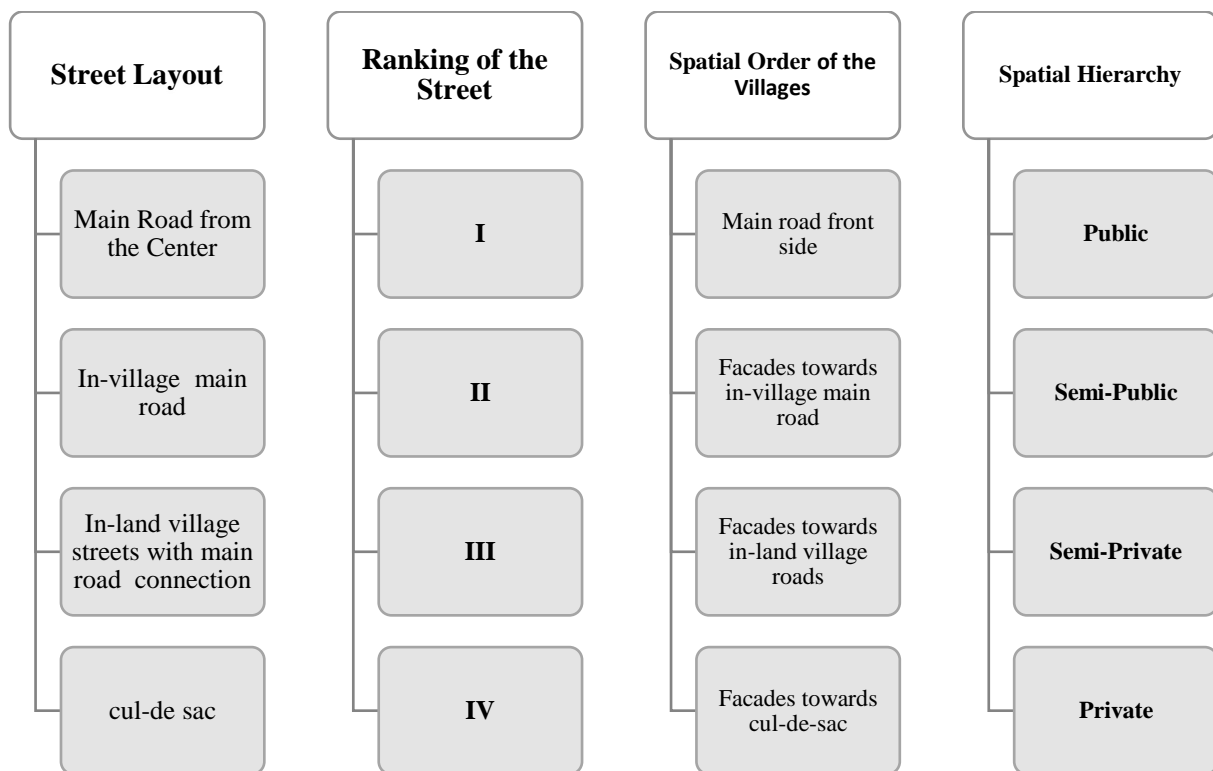 Street Layout
Main Road from
the Center
In-village main
road
In-land village
streets with main
road connection
cul-de sac
Ranking of the
Street
I
II
III
IV
Spatial Order of the
Villages
Main road front
side
Facades towards
in-village main
road
Facades towards
in-land village
roads
Facades towards
cul-de-sac
Spatial Hierarchy
Public
Semi-Public
Semi-Private
Private